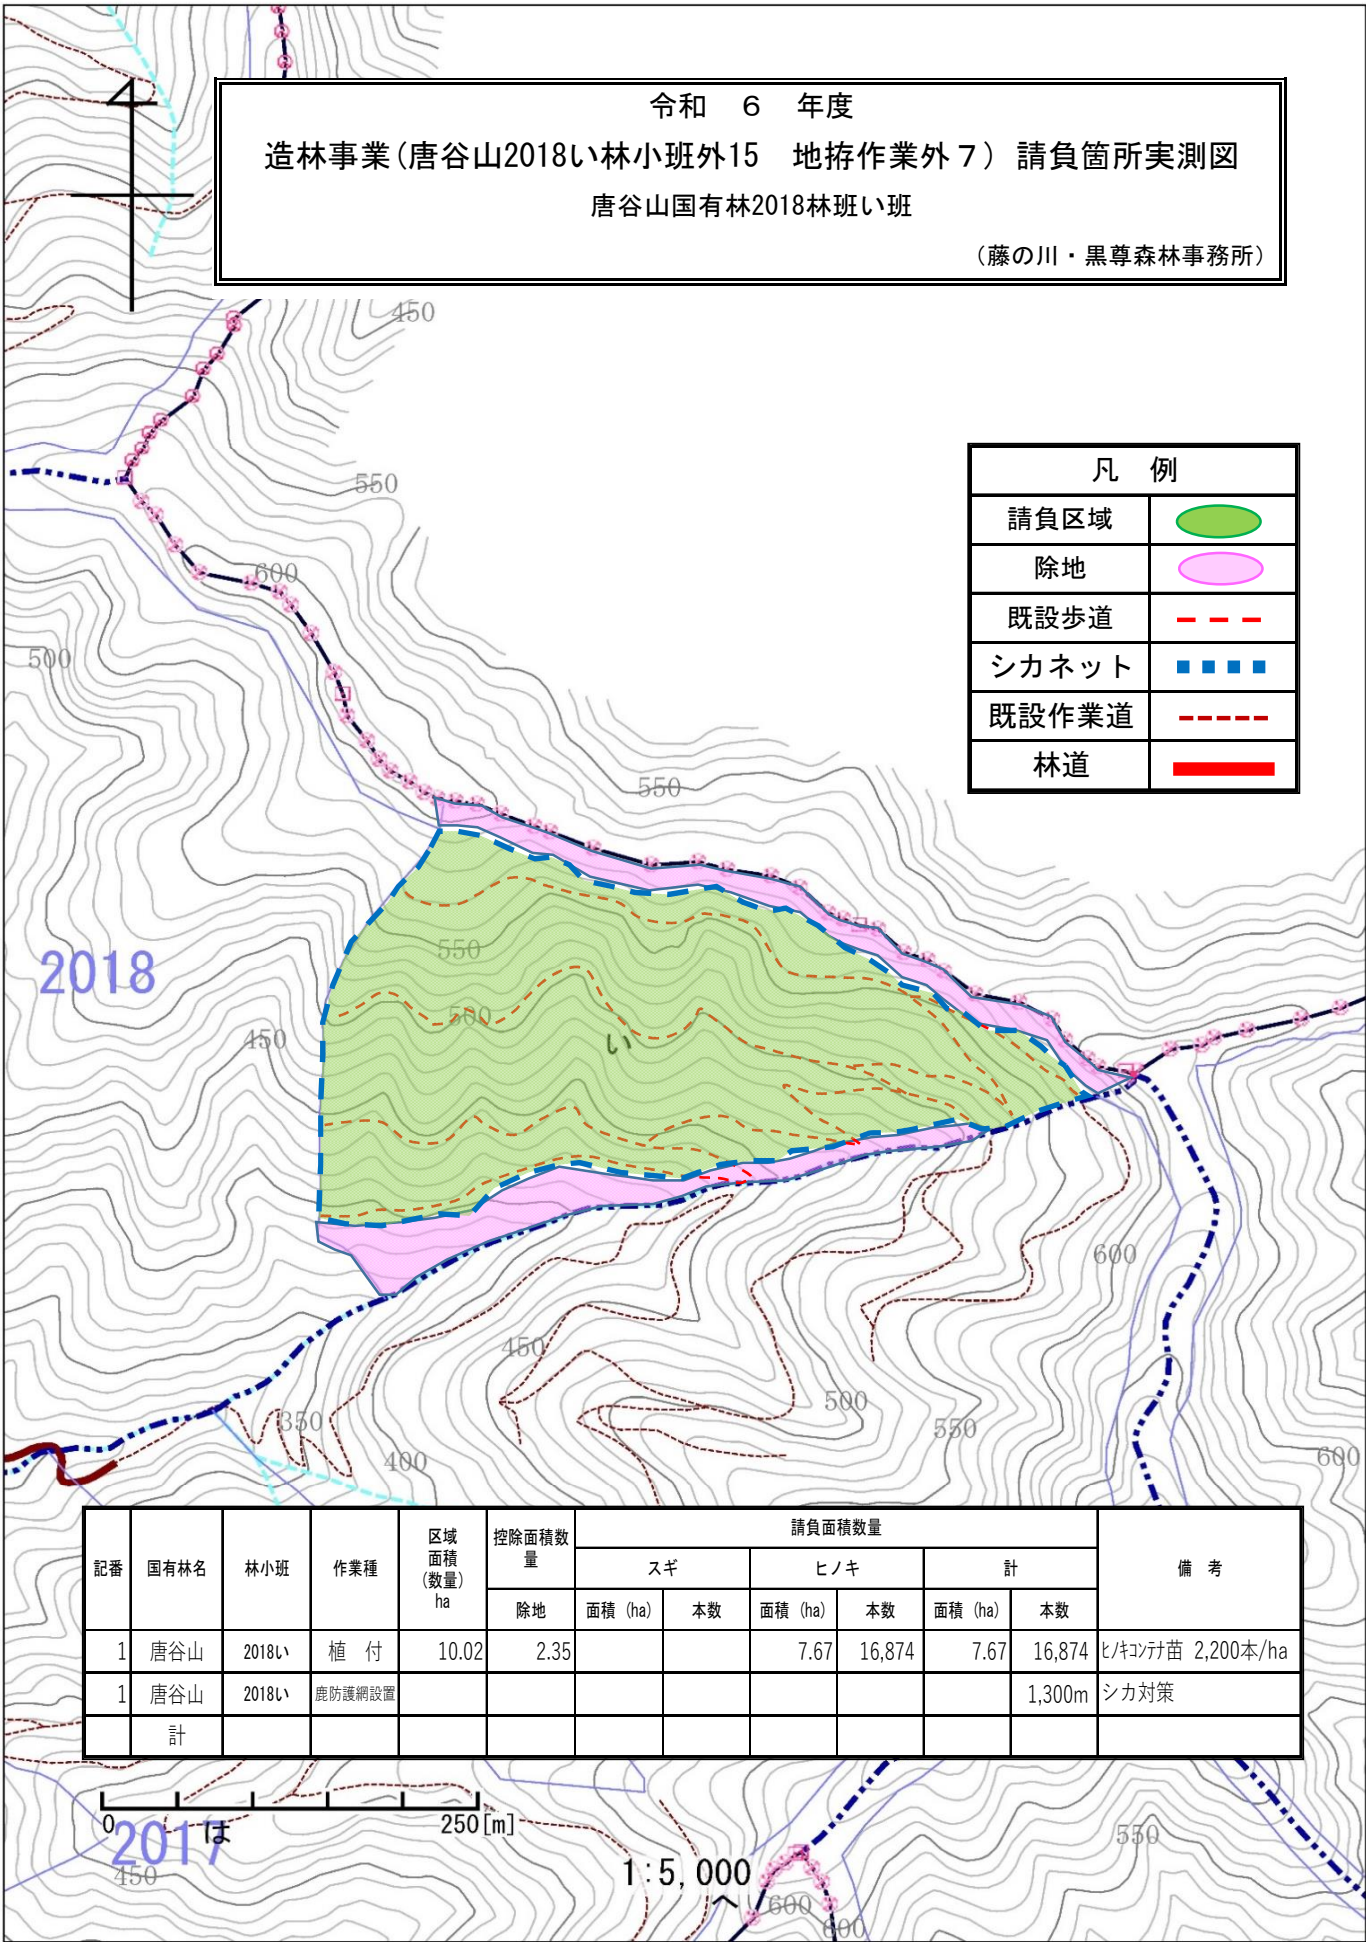 令和　６　年度
造林事業(唐谷山2018い林小班外15　地拵作業外７）請負箇所実測図
唐谷山国有林2018林班い班
（藤の川・黒尊森林事務所）
450
550
600
500
凡　例
請負区域
除地
既設歩道
シカネット
既設作業道
林道
550
550
2018
500
450
い
600
450
500
550
350
400
600
記番 国有林名 林小班 作業種 区域面積（数量）ha 控除面積数量 請負面積数量 備　考
スギ ヒノキ 計
除地 面積（ha） 本数 面積（ha） 本数 面積（ha） 本数
1 唐谷山 2018い 植　付 10.02 2.35 7.67 16,874 7.67 16,874 ﾋﾉｷｺﾝﾃﾅ苗 2,200本/ha
1 唐谷山 2018い 鹿防護網設置 1,300m シカ対策
計
0 250[m]
2017 ほ
450
550
1:5,000
へ
600
600